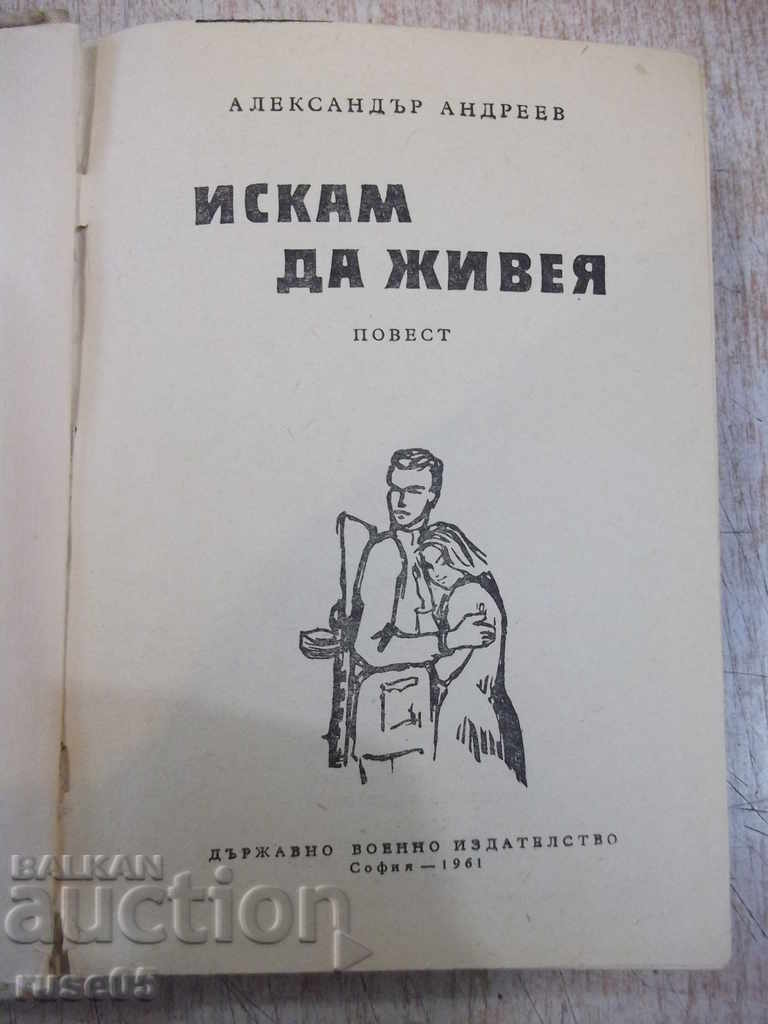 АЛЕКСАНДЪР АНДРЕЕВ
ИСКАМ
ДА ЖИВЕЯ
ПОВЕСТ
ДЪРЖАВНО ВОЕННО ИЗДАТЕЛСТВО
София — 1961
BALKAN
auction
ruse05